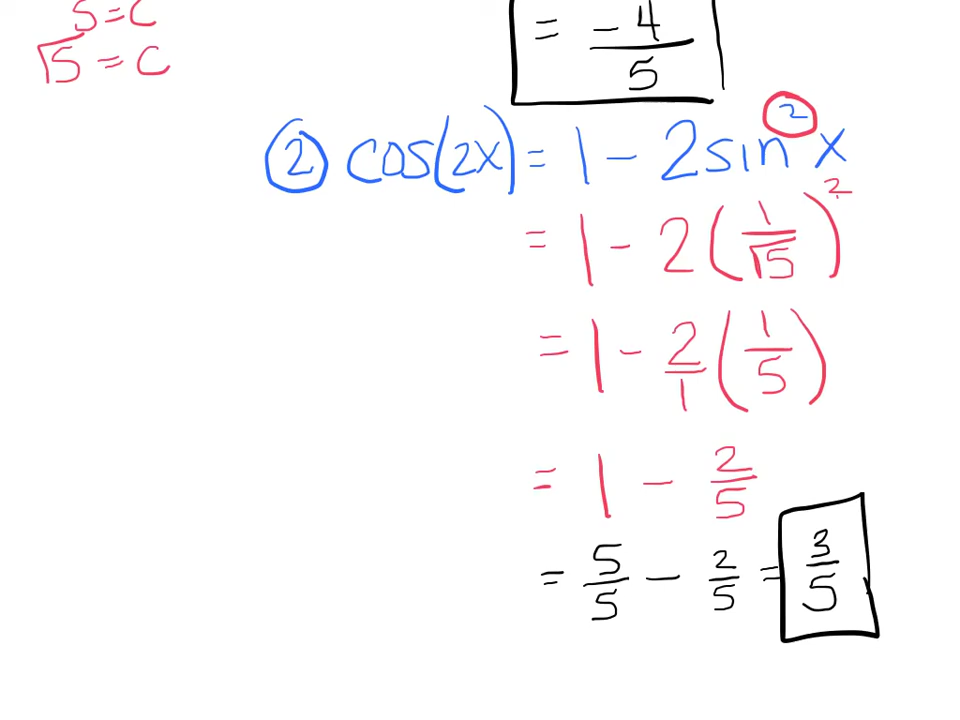 5 = C
√5 = C
= -4/5
② cos(2x) = 1 - 2sin²x
= 1 - 2(1/√5)²
= 1 - 2/1(1/5)
= 1 - 2/5
= 5/5 - 2/5 = 3/5